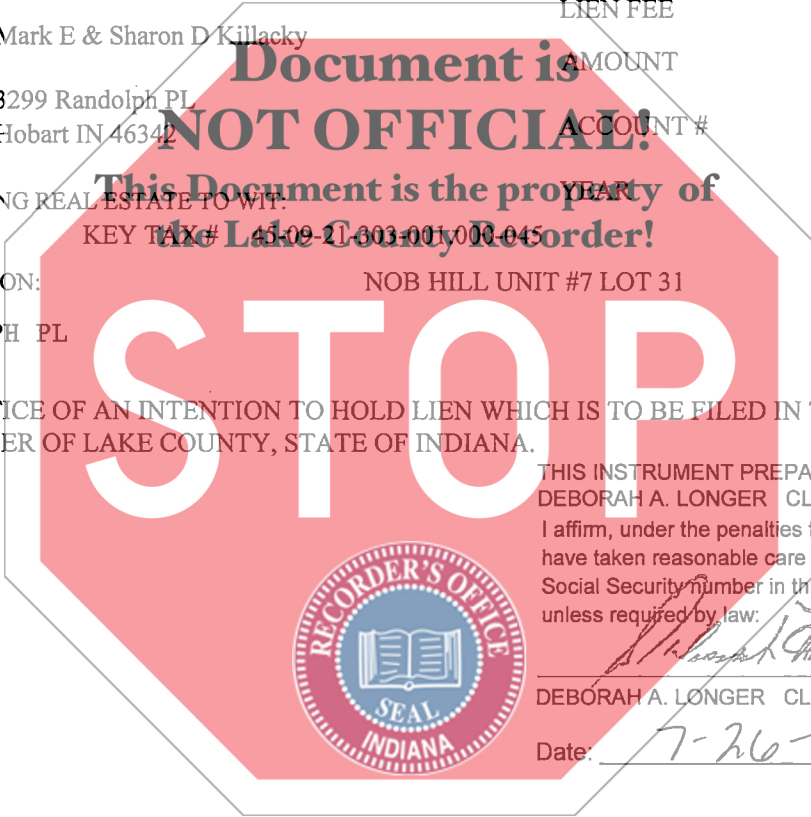 LIEN FEE
Mark E & Sharon D Killacky
Document is
AMOUNT
3299 Randolph PL
Hobart IN 46342
NOT OFFICIAL!
ACCOUNT #
This Document is the property of
NG REAL ESTATE TO WIT:
YEAR
the Lake County Recorder!
KEY TAX # 45-09-21-303-001.000-045
ON:
NOB HILL UNIT #7 LOT 31
PH PL
STOP
ICE OF AN INTENTION TO HOLD LIEN WHICH IS TO BE FILED IN
ER OF LAKE COUNTY, STATE OF INDIANA.
THIS INSTRUMENT PREPA
DEBORAH A. LONGER CL
I affirm, under the penalties
have taken reasonable care
Social Security number in th
unless required by law:
RECORDER'S OFFICE
SEAL
INDIANA
DEBORAH A. LONGER CL
Date: 7-26-